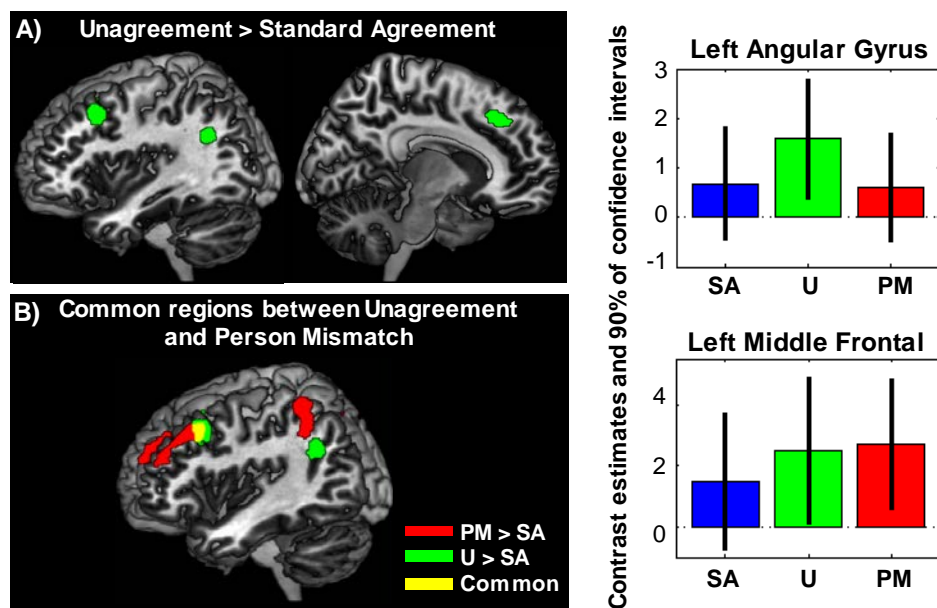 A) Unagreement > Standard Agreement
B) Common regions between Unagreement
and Person Mismatch
PM > SA
U > SA
Common
Contrast estimates and 90% of confidence intervals
Left Angular Gyrus
3
2
1
0
-1
SA U PM
Left Middle Frontal
4
2
0
SA U PM